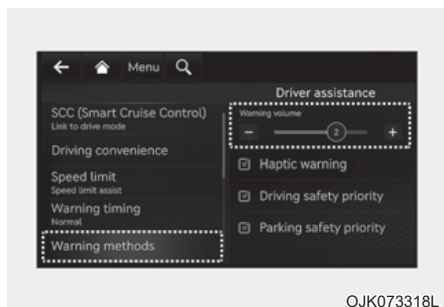 Menu
Driver assistance
SCC (Smart Cruise Control)
Link to drive mode
Driving convenience
Speed limit
Speed limit assist
Warning timing
Normal
Warning methods
Warning volume
– 2 +
Haptic warning
Driving safety priority
Parking safety priority
OJK073318L